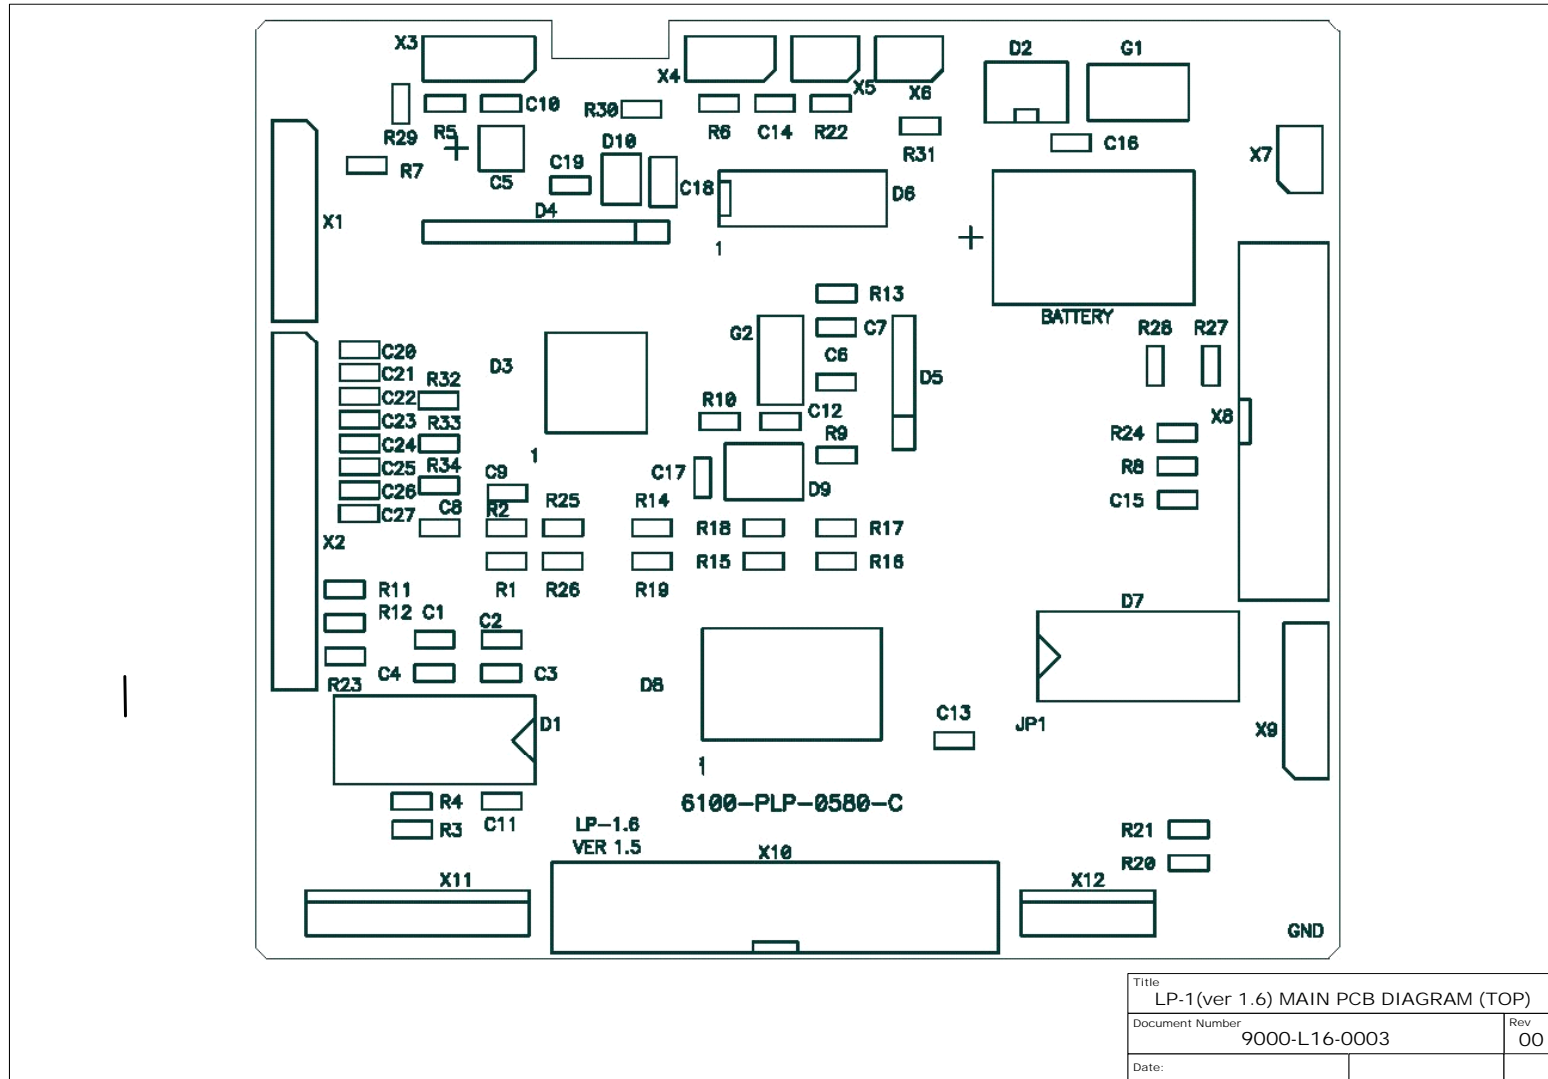 X3
D2
G1
X4
X5
X6
C10
R30
R29
R5
R6
C14
R22
R31
C16
X7
R7
C5
C19
D10
C18
D6
D4
1
X1
BATTERY
R13
G2
C7
C6
D5
R28
R27
C20
C21
C22
C23
C24
C25
C26
C27
R32
R33
R34
D3
1
R10
C12
R9
X8
R24
R8
C15
C9
C17
D9
C8
R2
R25
R14
R18
R17
X2
R1
R26
R19
R15
R16
R11
R12
C1
C2
D7
C4
C3
R23
D8
D1
C13
JP1
X9
1
6100-PLP-0580-C
R4
R3
C11
LP-1.6
VER 1.5
X10
R21
R20
X11
X12
GND
Title
LP-1(ver 1.6) MAIN PCB DIAGRAM (TOP)
Document Number
Rev
9000-L16-0003
00
Date: